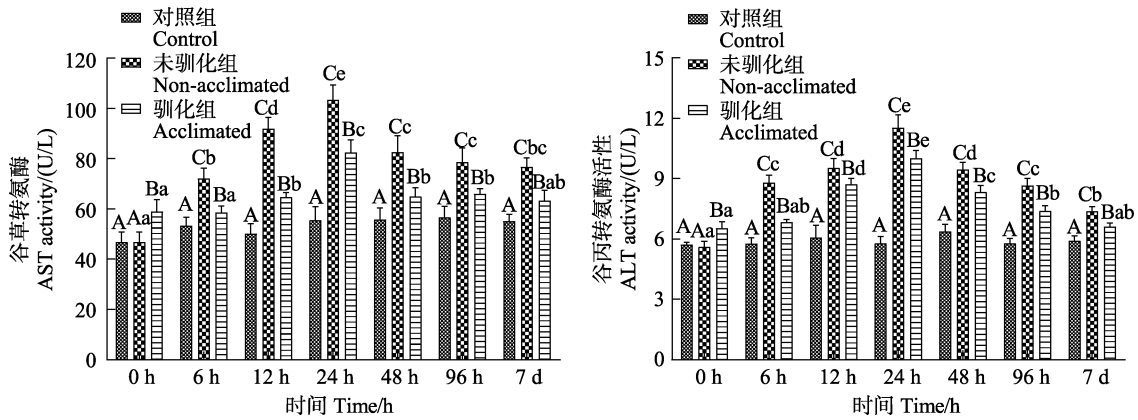 对照组
Control
未驯化组
Non-acclimated
驯化组
Acclimated
谷草转氨酶
AST activity/(U/L)
120
100
80
60
40
20
0
A Aa Ba
A Cb Ba
A Cd Bb
A Ce Bc
A Cc Bb
A Cc Bb
A Cbc Bab
0 h 6 h 12 h 24 h 48 h 96 h 7 d
时间 Time/h
对照组
Control
未驯化组
Non-acclimated
驯化组
Acclimated
谷丙转氨酶活性
ALT activity/(U/L)
15
12
9
6
3
0
A Aa Ba
A Cc Bab
A Cd Bd
A Ce Be
A Cd Bc
A Cc Bb
A Cb Bab
0 h 6 h 12 h 24 h 48 h 96 h 7 d
时间 Time/h